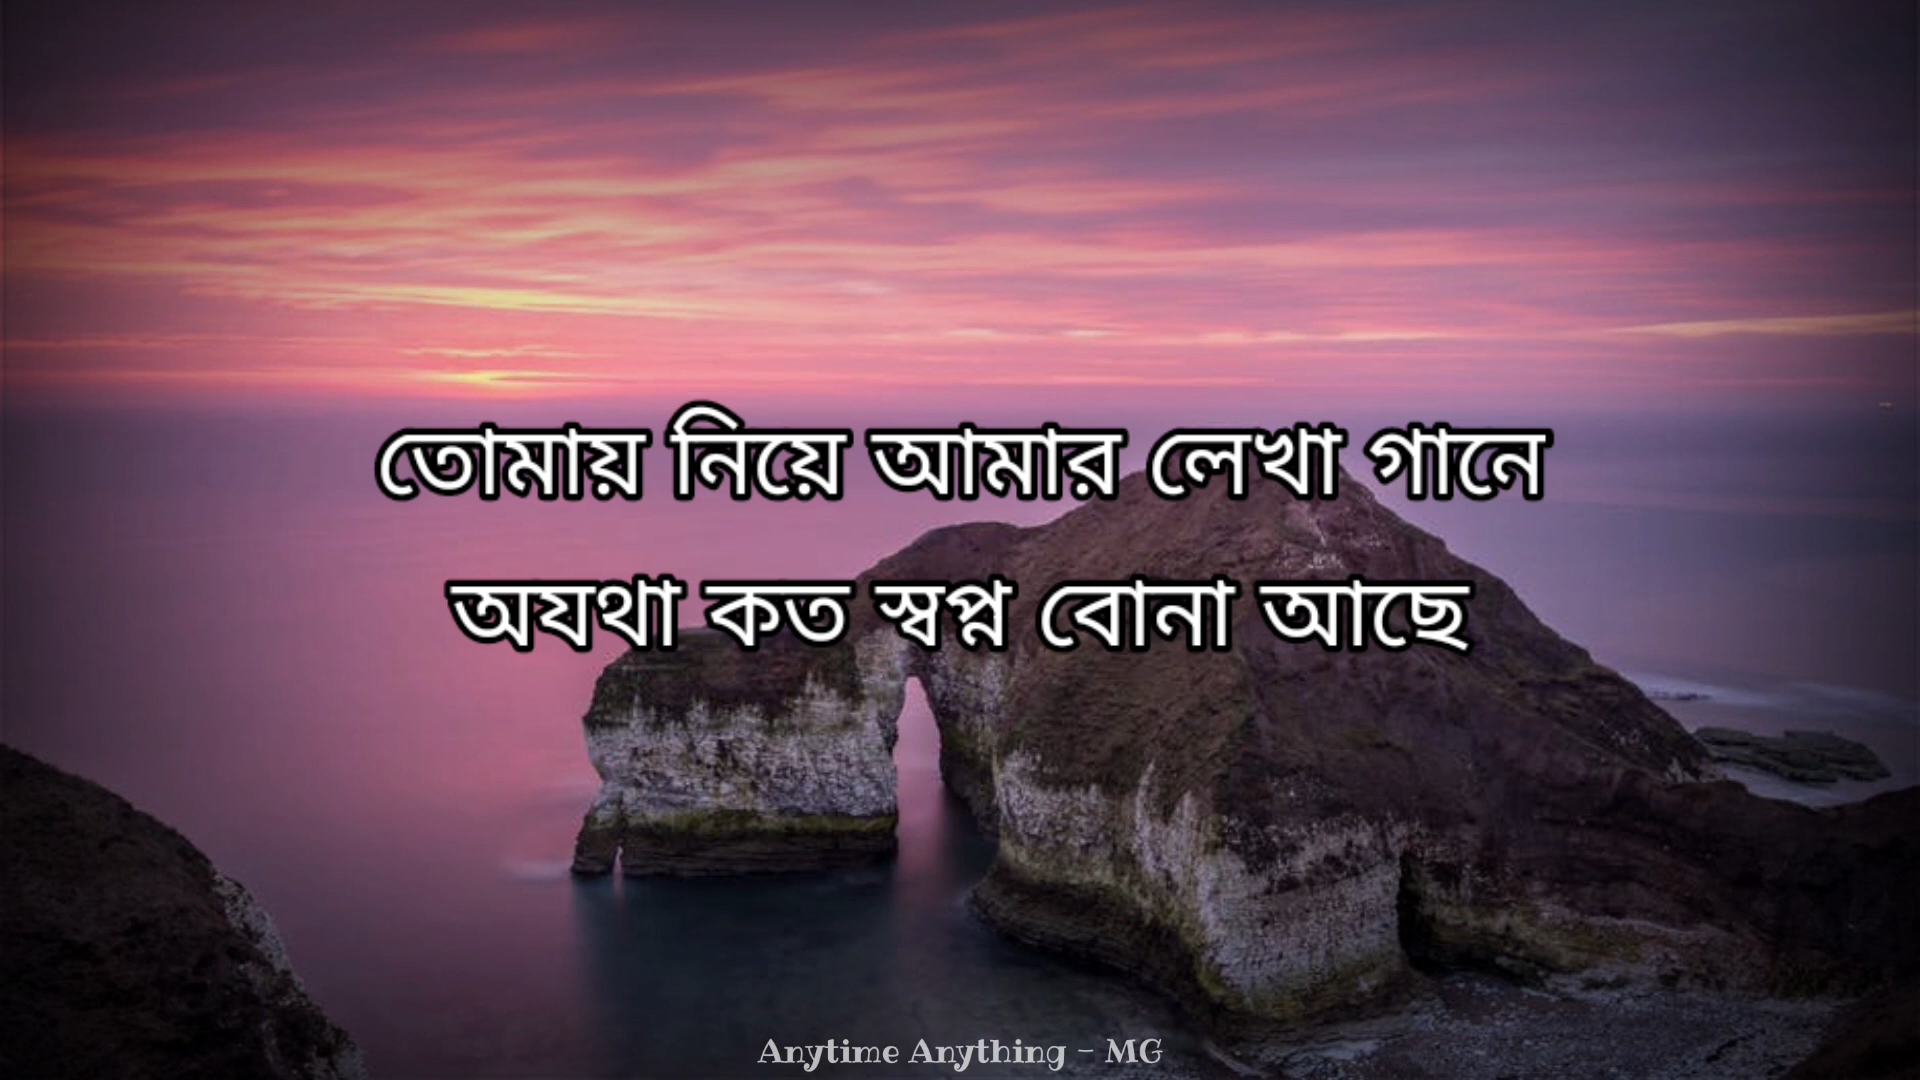 তোমায় নিয়ে আমার লেখা গানে
অযথা কত স্বপ্ন বোনা আছে
Anytime Anything - MG